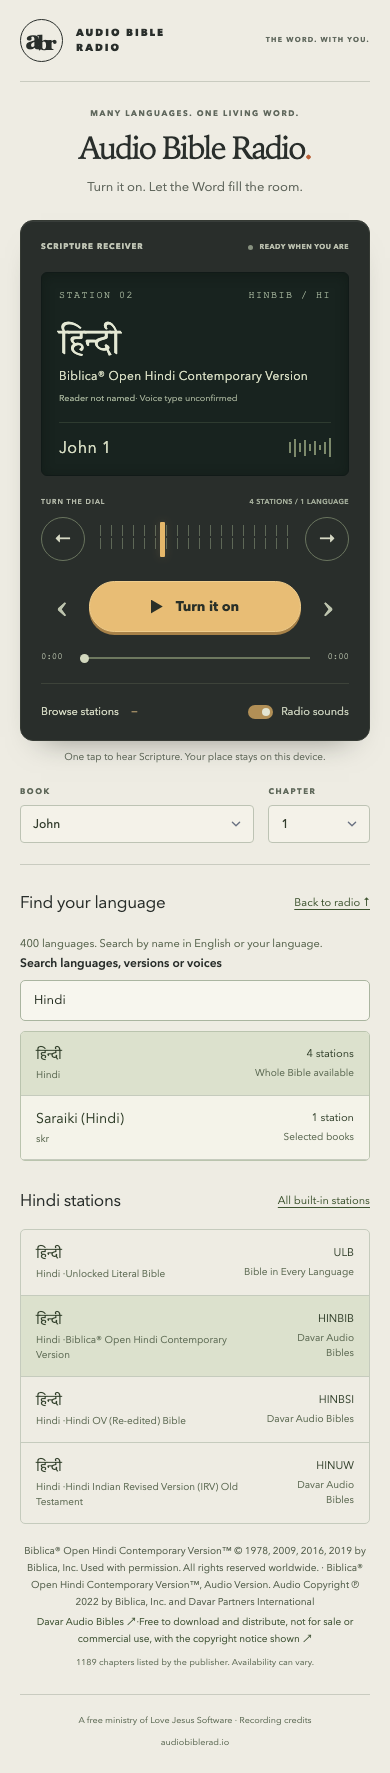 abr
AUDIO BIBLE
RADIO
THE WORD. WITH YOU.
MANY LANGUAGES. ONE LIVING WORD.
Audio Bible Radio.
Turn it on. Let the Word fill the room.
SCRIPTURE RECEIVER
READY WHEN YOU ARE
STATION 02
HINBIB / HI
हिन्दी
Biblica® Open Hindi Contemporary Version
Reader not named· Voice type unconfirmed
John 1
TURN THE DIAL
4 STATIONS / 1 LANGUAGE
← →
‹ ▶ Turn it on ›
0:00
0:00
Browse stations –
Radio sounds
One tap to hear Scripture. Your place stays on this device.
BOOK
CHAPTER
John
1
Find your language
Back to radio ↑
400 languages. Search by name in English or your language.
Search languages, versions or voices
Hindi
हिन्दी
4 stations
Hindi
Whole Bible available
Saraiki (Hindi)
1 station
skr
Selected books
Hindi stations
All built-in stations
हिन्दी
ULB
Hindi ·Unlocked Literal Bible
Bible in Every Language
हिन्दी
HINBIB
Hindi ·Biblica® Open Hindi Contemporary
Version
Davar Audio
Bibles
हिन्दी
HINBSI
Hindi ·Hindi OV (Re-edited) Bible
Davar Audio Bibles
हिन्दी
HINUW
Hindi ·Hindi Indian Revised Version (IRV) Old
Testament
Davar Audio
Bibles
Biblica® Open Hindi Contemporary Version™ © 1978, 2009, 2016, 2019 by
Biblica, Inc. Used with permission. All rights reserved worldwide. · Biblica®
Open Hindi Contemporary Version™, Audio Version. Audio Copyright ℗
2022 by Biblica, Inc. and Davar Partners International
Davar Audio Bibles ↗·Free to download and distribute, not for sale or
commercial use, with the copyright notice shown ↗
1189 chapters listed by the publisher. Availability can vary.
A free ministry of Love Jesus Software · Recording credits
audiobiblerad.io